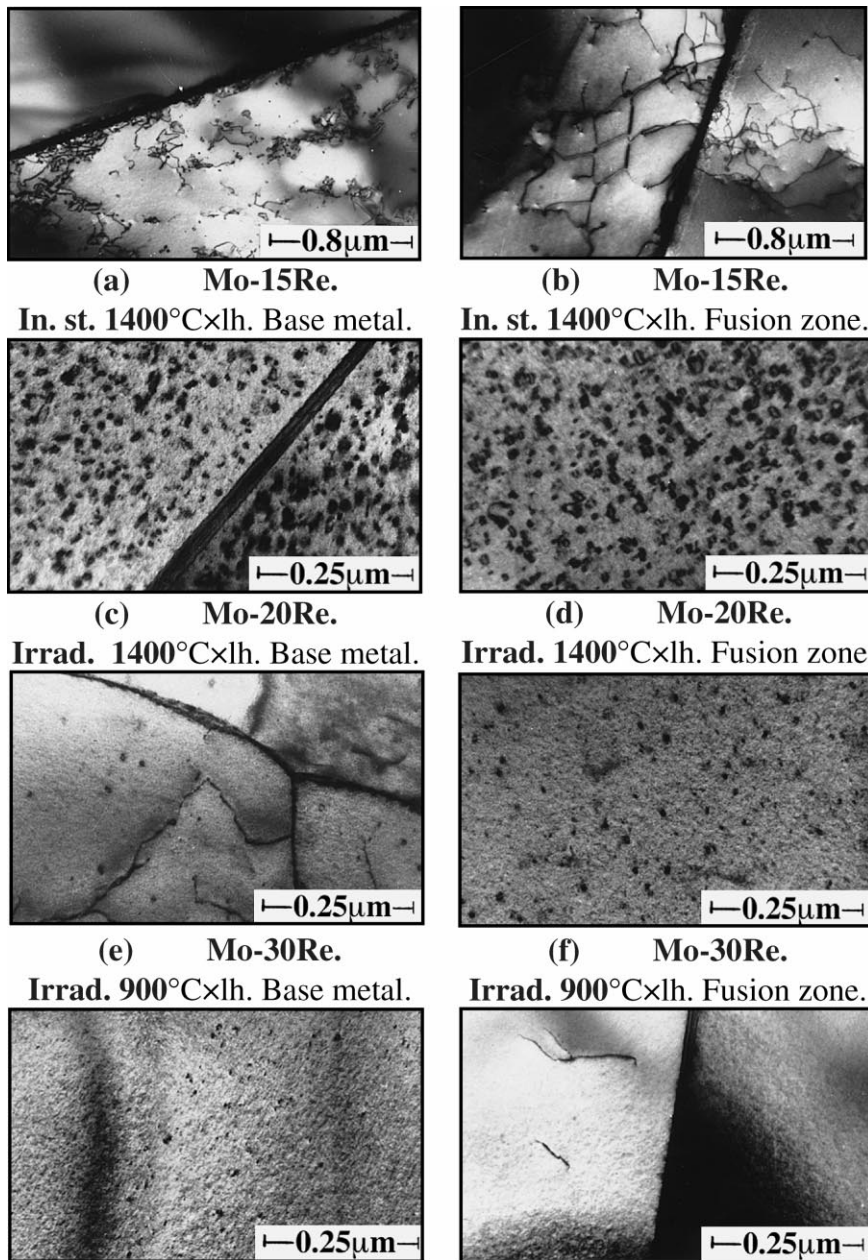 0.8μm
0.8μm
(a) Mo-15Re.
(b) Mo-15Re.
In. st. 1400°C×lh. Base metal.
In. st. 1400°C×lh. Fusion zone.
0.25μm
0.25μm
(c) Mo-20Re.
(d) Mo-20Re.
Irrad. 1400°C×lh. Base metal.
Irrad. 1400°C×lh. Fusion zone
0.25μm
0.25μm
(e) Mo-30Re.
(f) Mo-30Re.
Irrad. 900°C×lh. Base metal.
Irrad. 900°C×lh. Fusion zone.
0.25μm
0.25μm